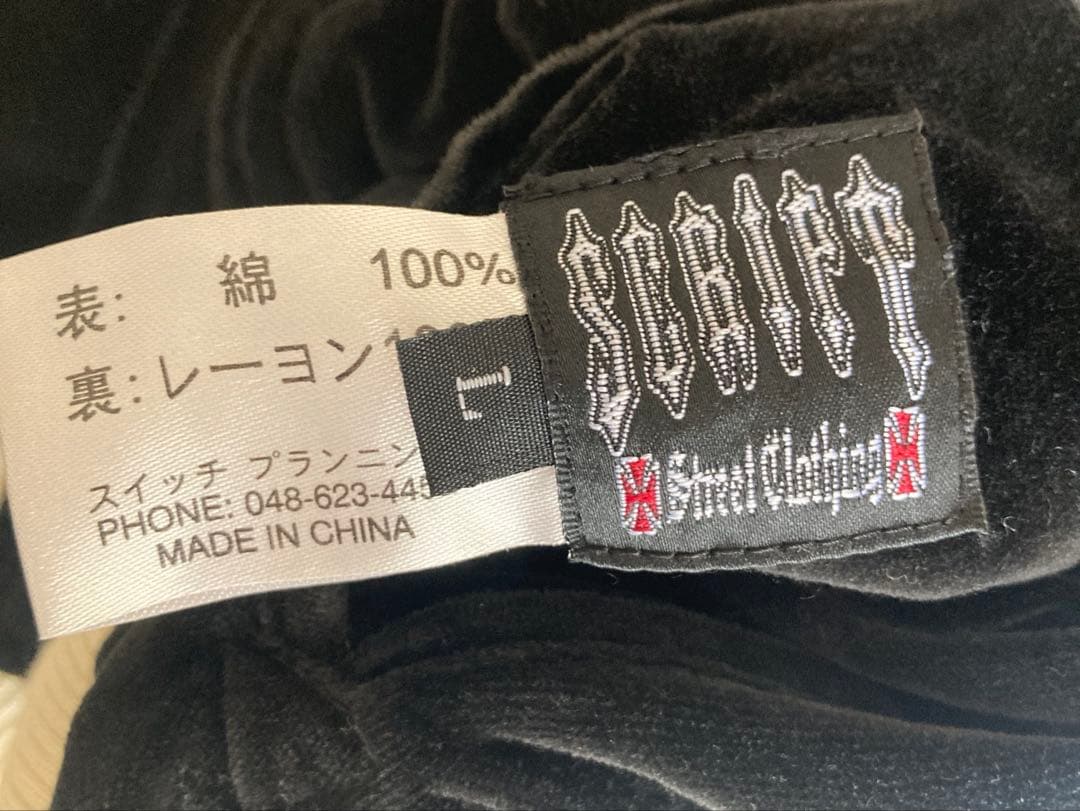 表: 綿 100%
裏: レーヨン
スイッチ プランニン
PHONE: 048-623-445
MADE IN CHINA
L
SCRIPT
Street Clothing